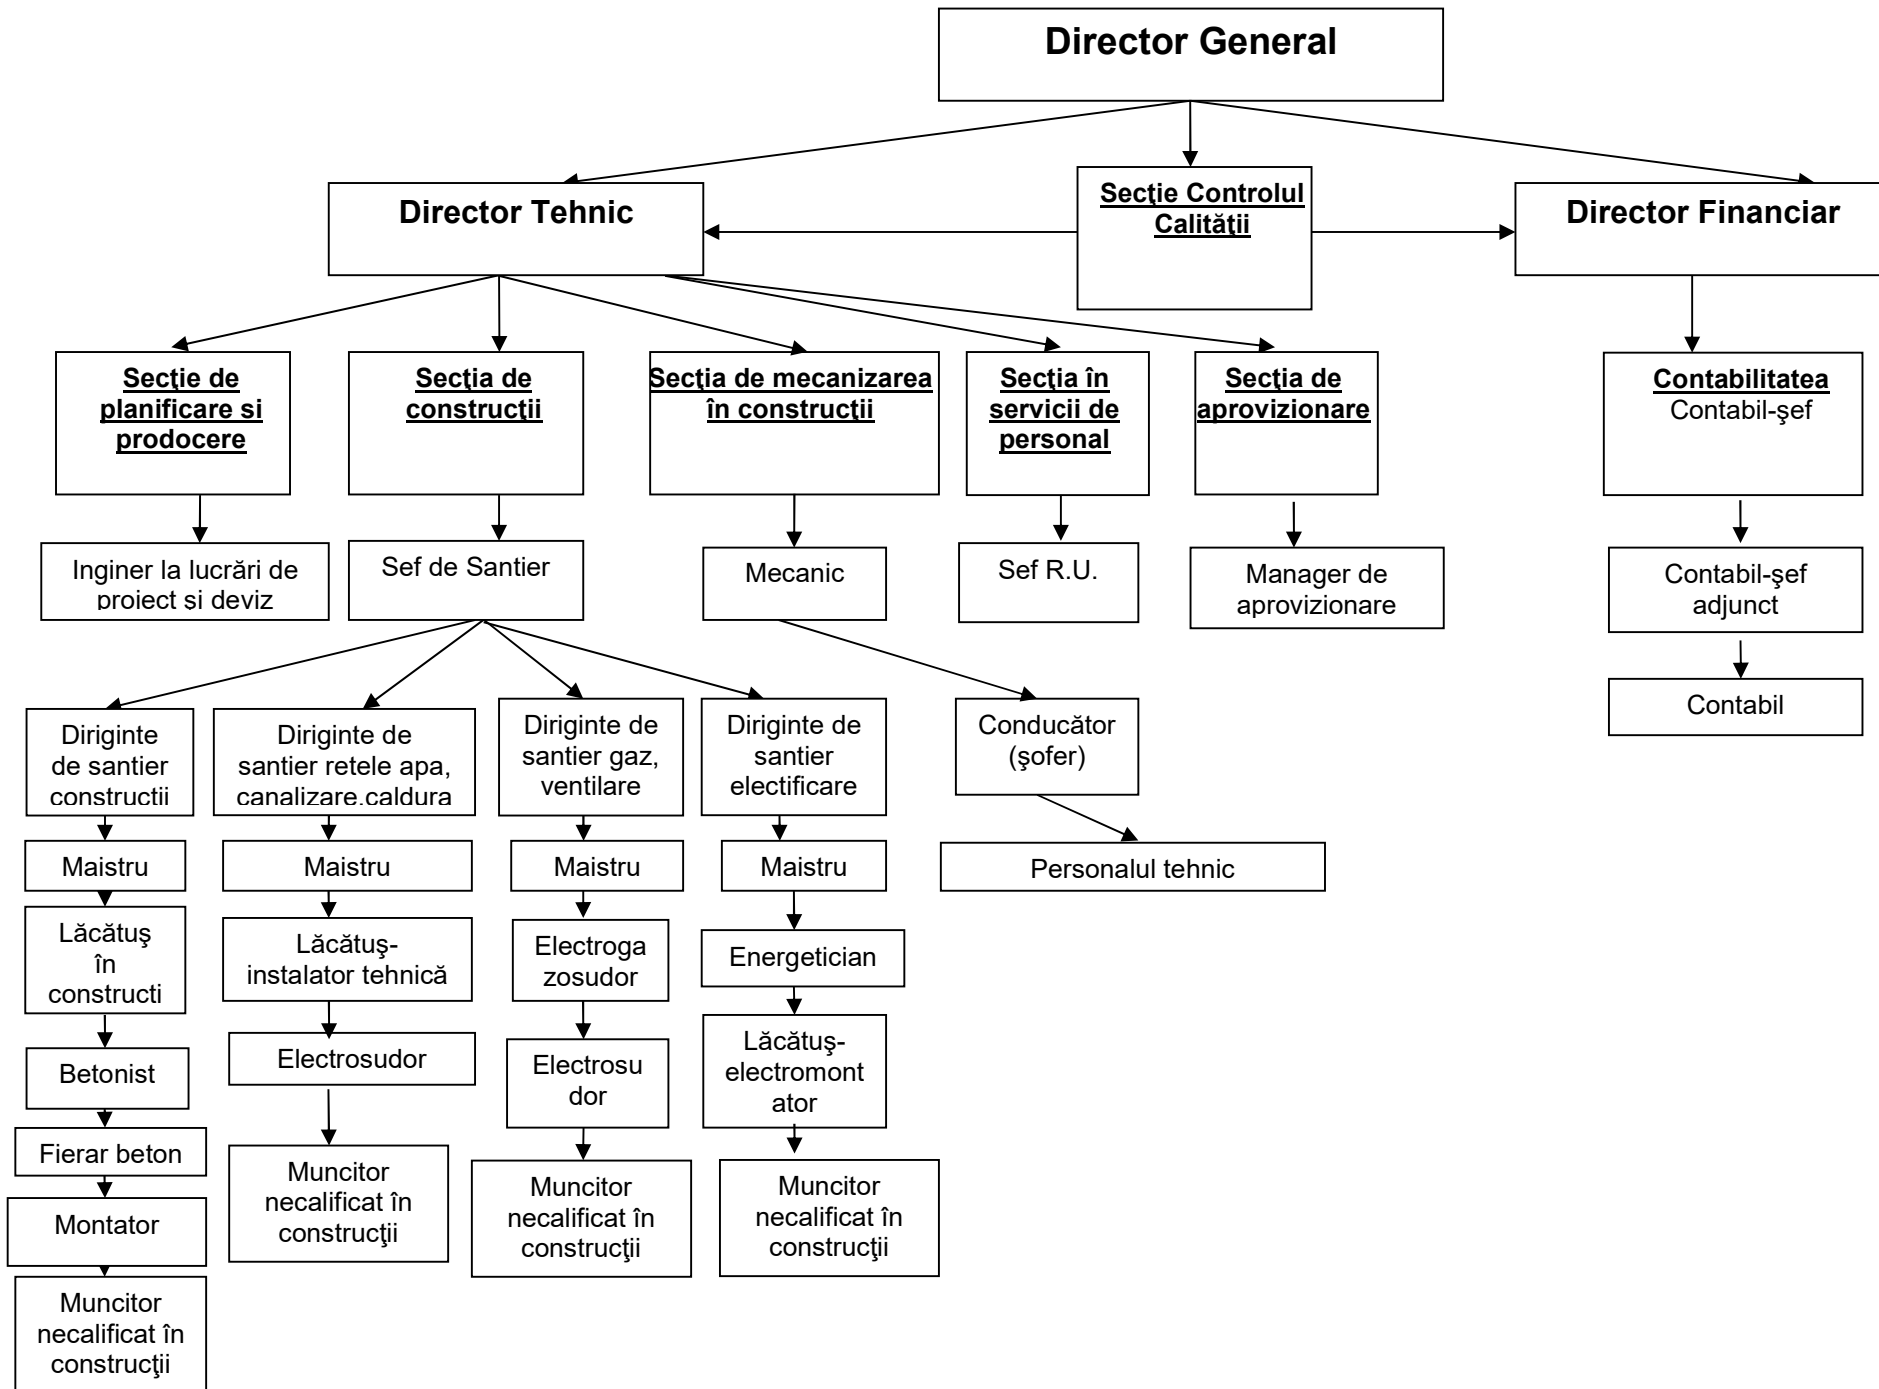 Director General
Director Tehnic
Secţie Controlul
Calităţii
Director Financiar
Secţie de
planificare si
prodocere
Secţia de
construcţii
Secţia de mecanizarea
în construcţii
Secţia în
servicii de
personal
Secţia de
aprovizionare
Contabilitatea
Contabil-şef
Inginer la lucrări de
proiect şi deviz
Sef de Santier
Mecanic
Sef R.U.
Manager de
aprovizionare
Contabil-şef
adjunct
Contabil
Diriginte
de santier
constructii
Diriginte de
santier retele apa,
canalizare.caldura
Diriginte de
santier gaz,
ventilare
Diriginte de
santier
electificare
Conducător
(şofer)
Maistru
Maistru
Maistru
Maistru
Personalul tehnic
Lăcătuş
în
constructi
Lăcătuş-
instalator tehnică
Electroga
zosudor
Energetician
Betonist
Electrosudor
Electrosu
dor
Lăcătuş-
electromont
ator
Fierar beton
Montator
Muncitor
necalificat în
construcţii
Muncitor
necalificat în
construcţii
Muncitor
necalificat în
construcţii
Muncitor
necalificat în
construcţii